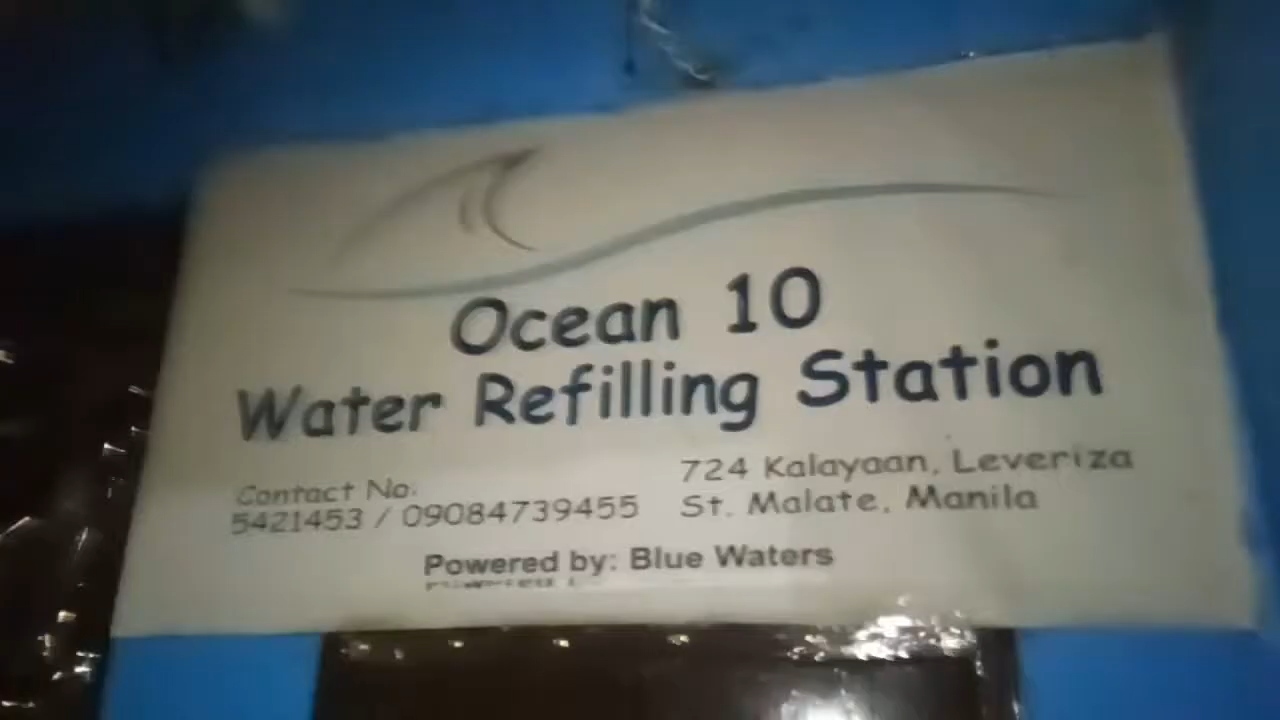 Ocean 10
Water Refilling Station
Contact No.
5421453 / 09084739455
724 Kalayaan, Leveriza
St. Malate, Manila
Powered by: Blue Waters